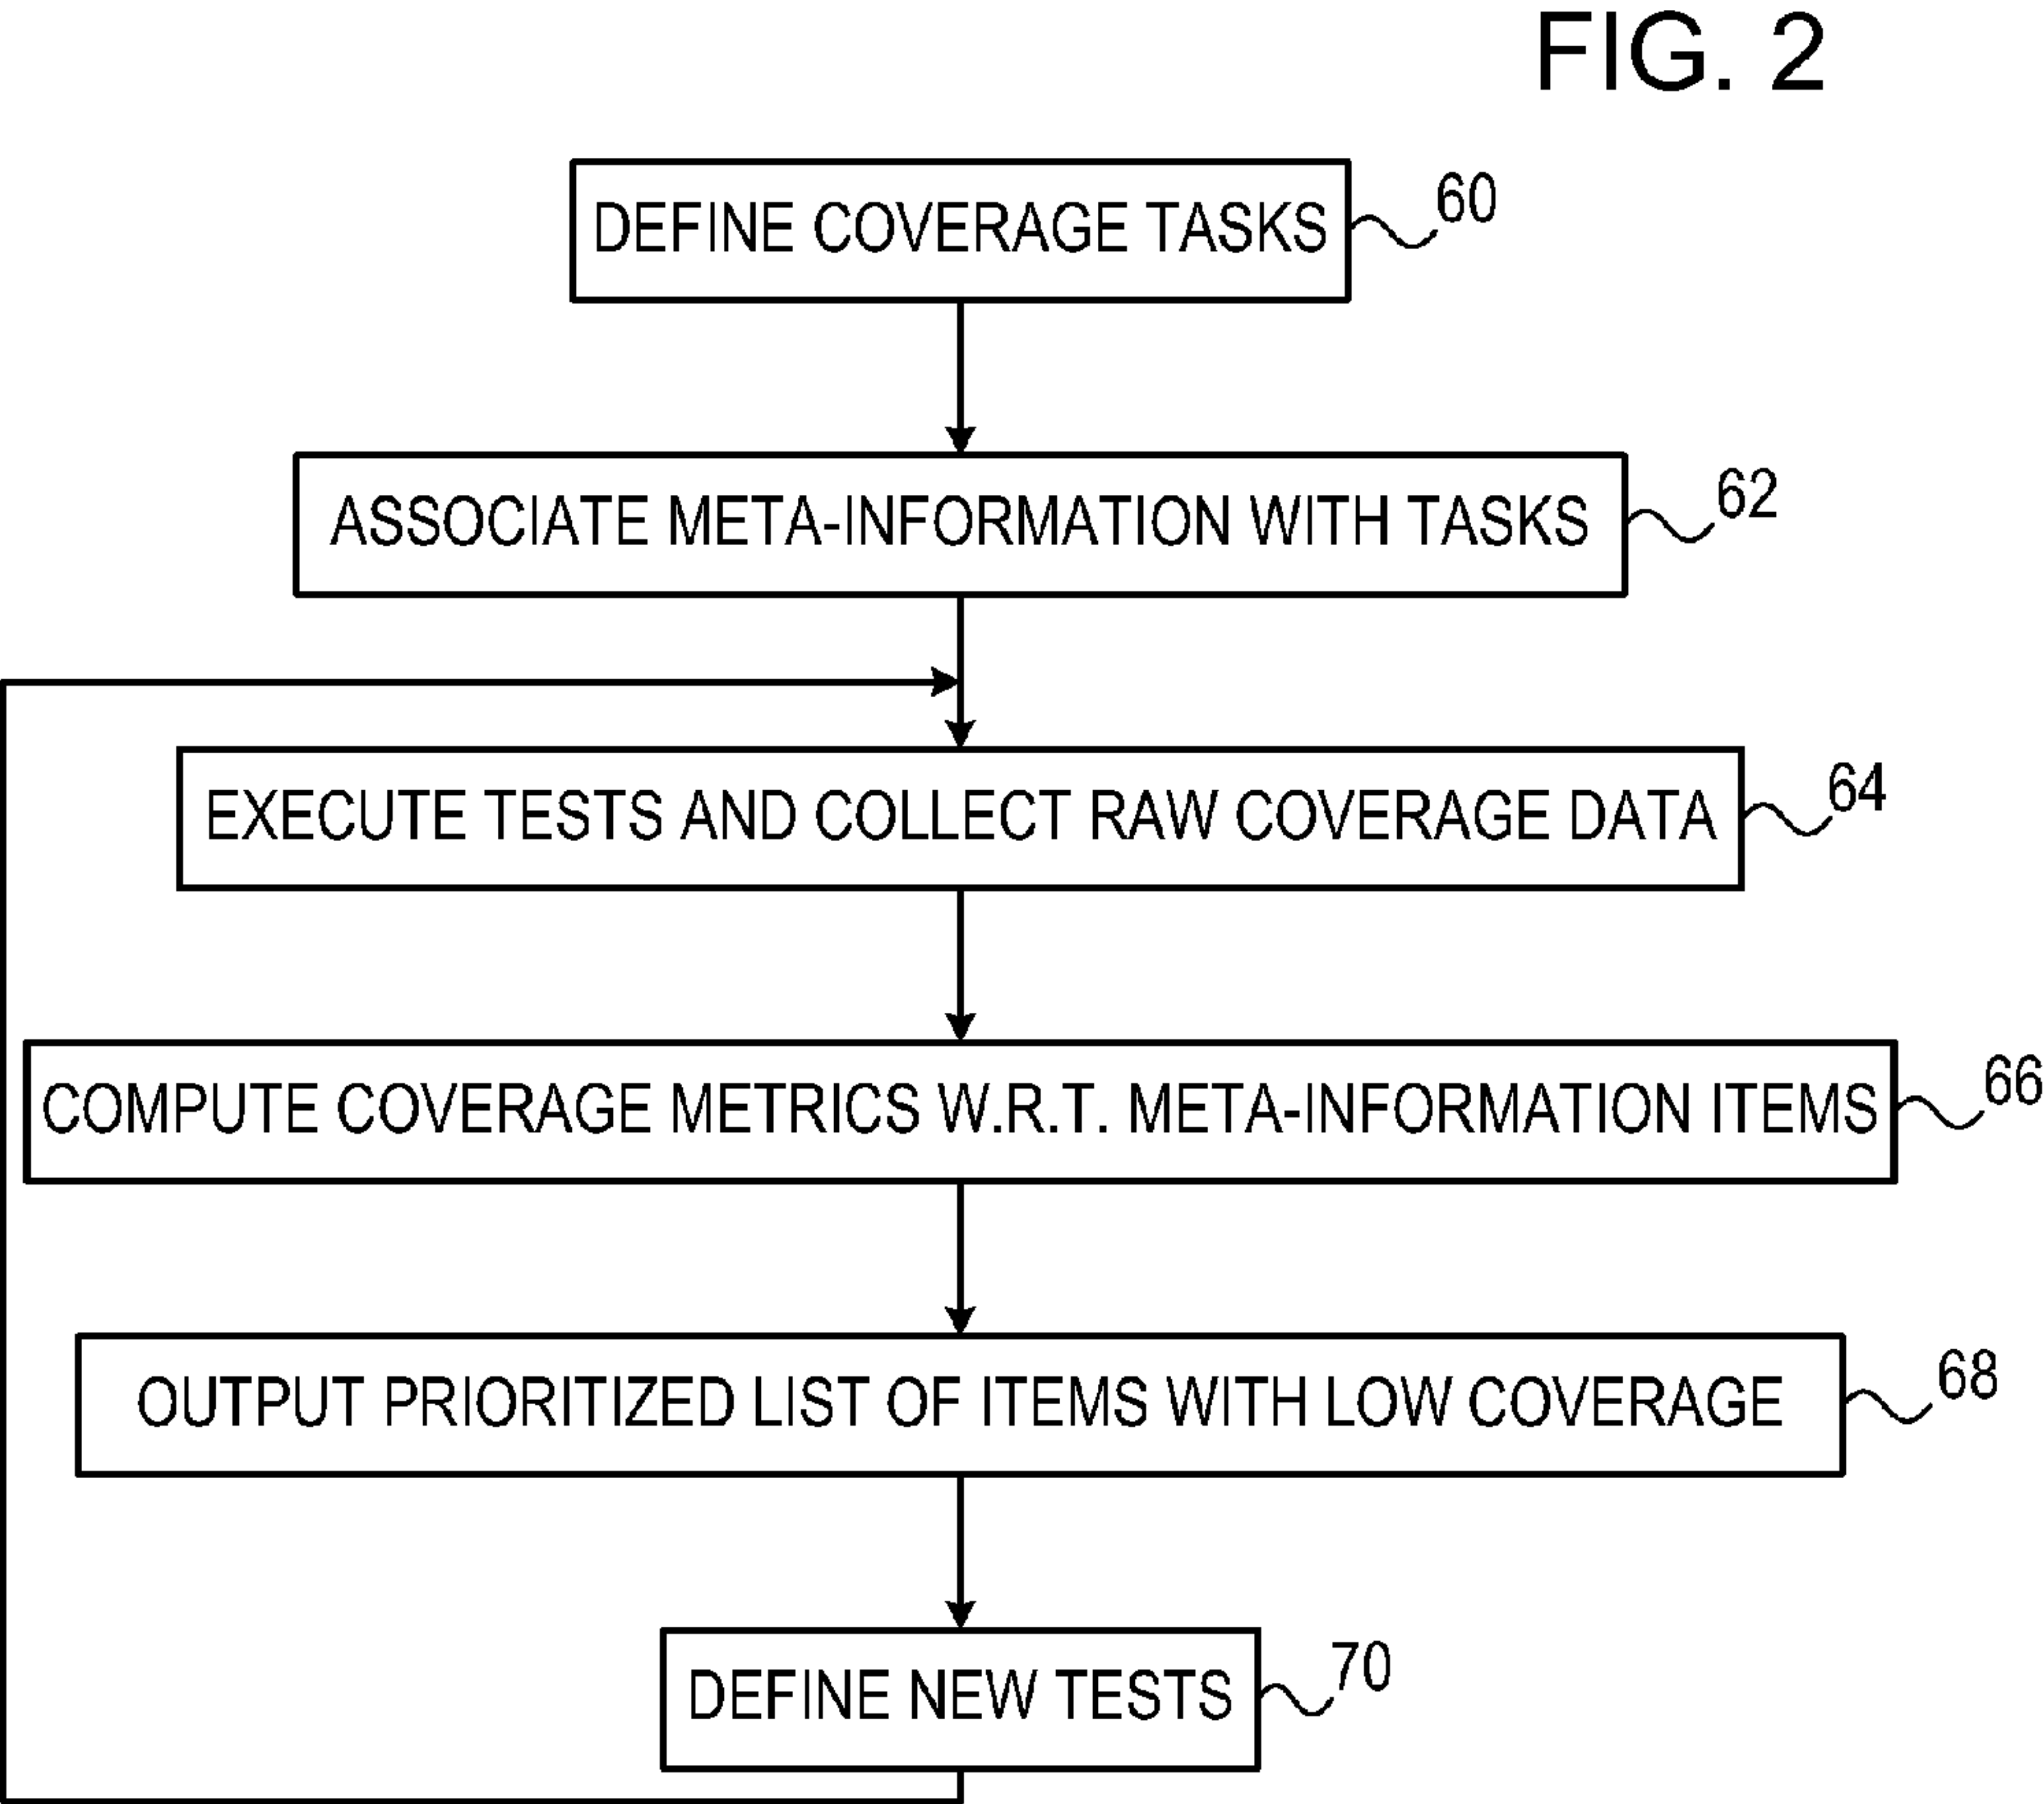 FIG. 2
DEFINE COVERAGE TASKS
60
ASSOCIATE META-INFORMATION WITH TASKS
62
EXECUTE TESTS AND COLLECT RAW COVERAGE DATA
64
COMPUTE COVERAGE METRICS W.R.T. META-INFORMATION ITEMS
66
OUTPUT PRIORITIZED LIST OF ITEMS WITH LOW COVERAGE
68
DEFINE NEW TESTS
70